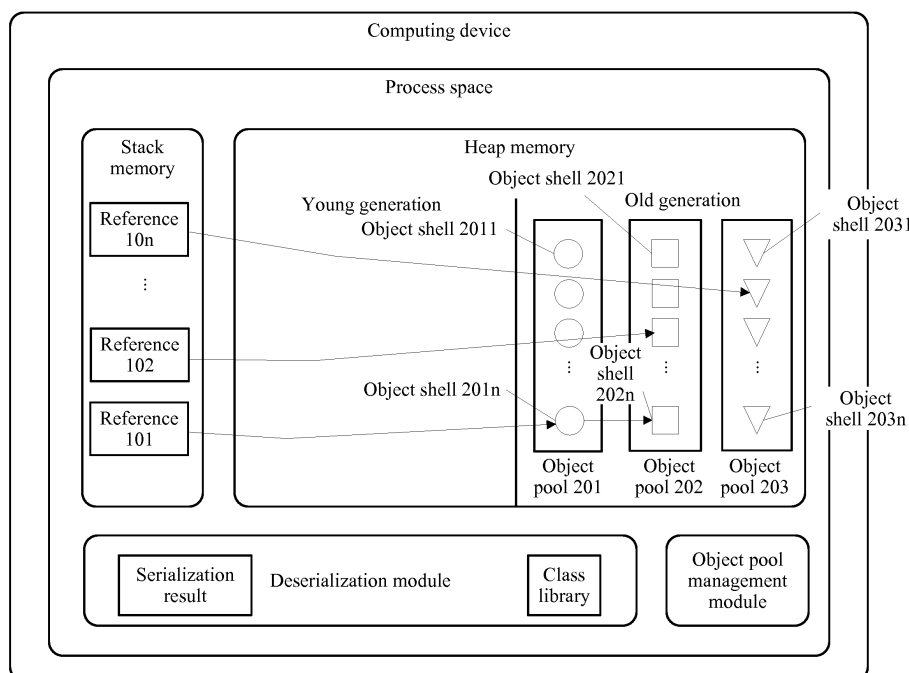 Computing device
Process space
Stack
memory
Reference
10n
...
Reference
102
Reference
101
Heap memory
Young generation
Old generation
Object shell 2021
Object shell 2011
Object
shell 2031
Object
shell
202n
...
...
...
Object shell 201n
Object
shell 203n
Object
pool 201
Object
pool 202
Object
pool 203
Serialization
result
Deserialization module
Class
library
Object pool
management
module